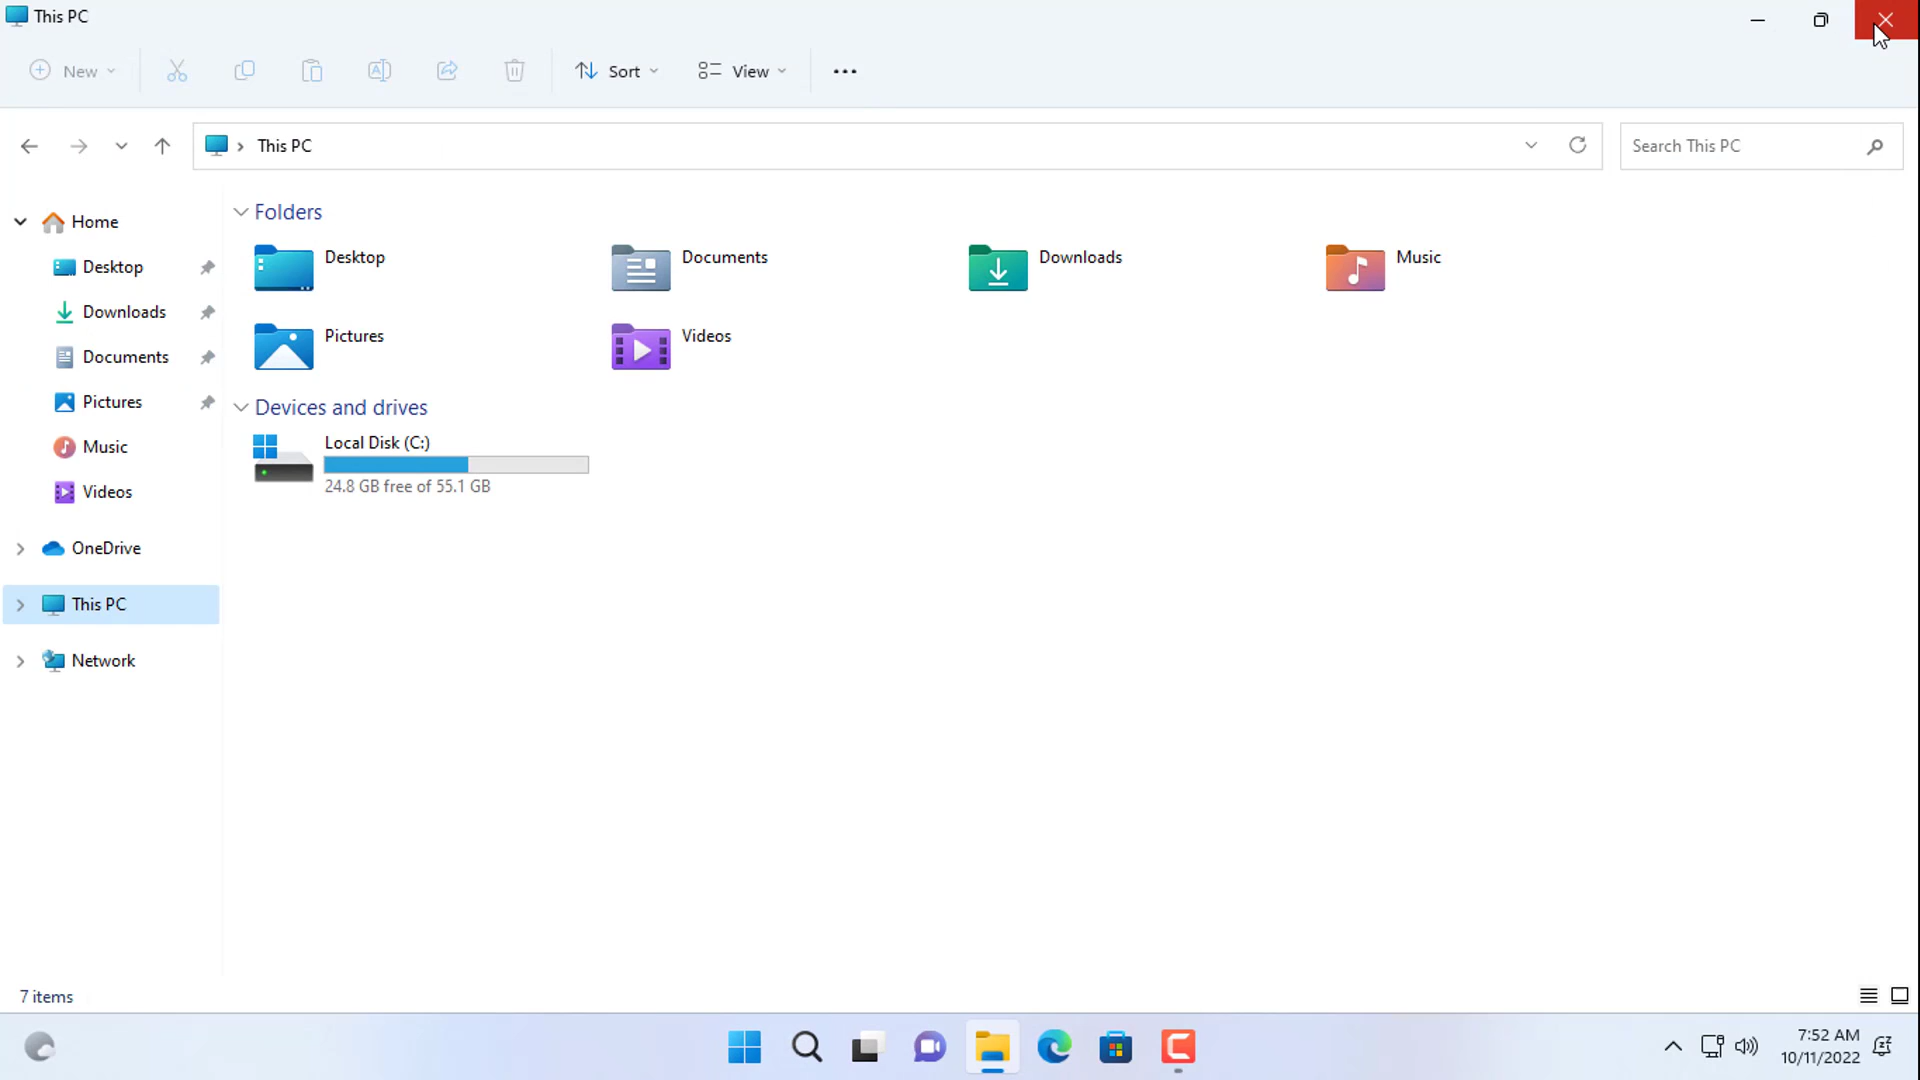 This PC
New
Sort
View
This PC
Search This PC
Home
Desktop
Downloads
Documents
Pictures
Music
Videos
OneDrive
This PC
Network
Folders
Desktop
Documents
Downloads
Music
Pictures
Videos
Devices and drives
Local Disk (C:)
24.8 GB free of 55.1 GB
7 items
7:52 AM
10/11/2022